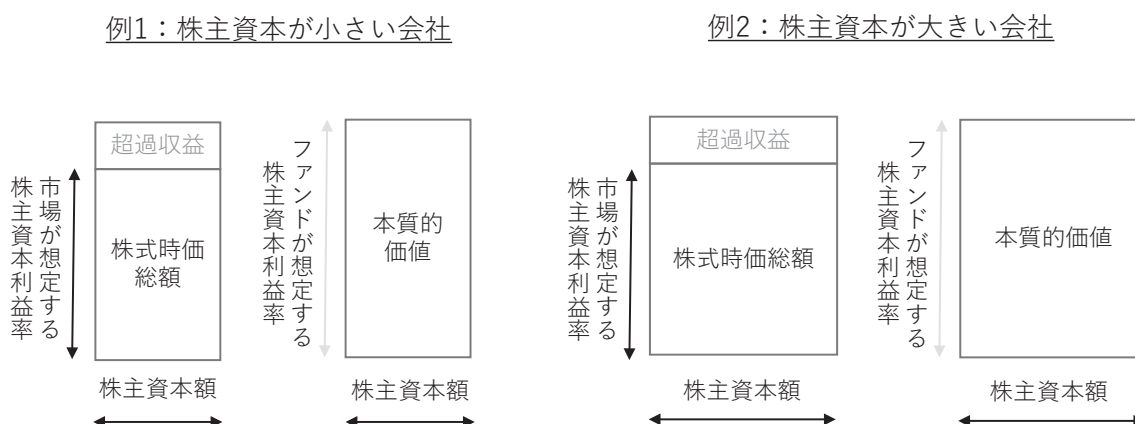 例1：株主資本が小さい会社
超過収益
市場が想定する
株主資本利益率
株式時価
総額
株主資本額
ファンドが想定する
株主資本利益率
本質的
価値
株主資本額
例2：株主資本が大きい会社
超過収益
市場が想定する
株主資本利益率
株式時価総額
株主資本額
ファンドが想定する
株主資本利益率
本質的価値
株主資本額